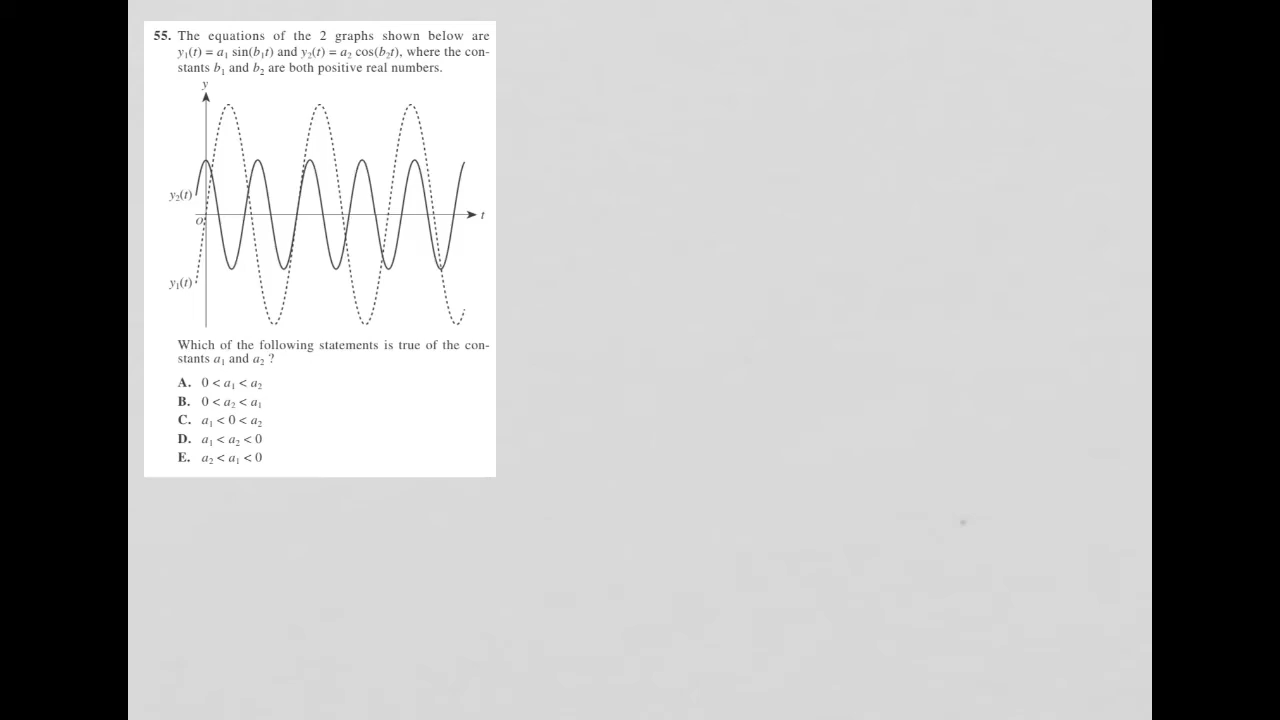 55. The equations of the 2 graphs shown below are
y₁(t) = a₁ sin(b₁t) and y₂(t) = a₂ cos(b₂t), where the con-
stants b₁ and b₂ are both positive real numbers.
y
y₂(t)
O
t
y₁(t)
Which of the following statements is true of the con-
stants a₁ and a₂ ?
A. 0 < a₁ < a₂
B. 0 < a₂ < a₁
C. a₁ < 0 < a₂
D. a₁ < a₂ < 0
E. a₂ < a₁ < 0